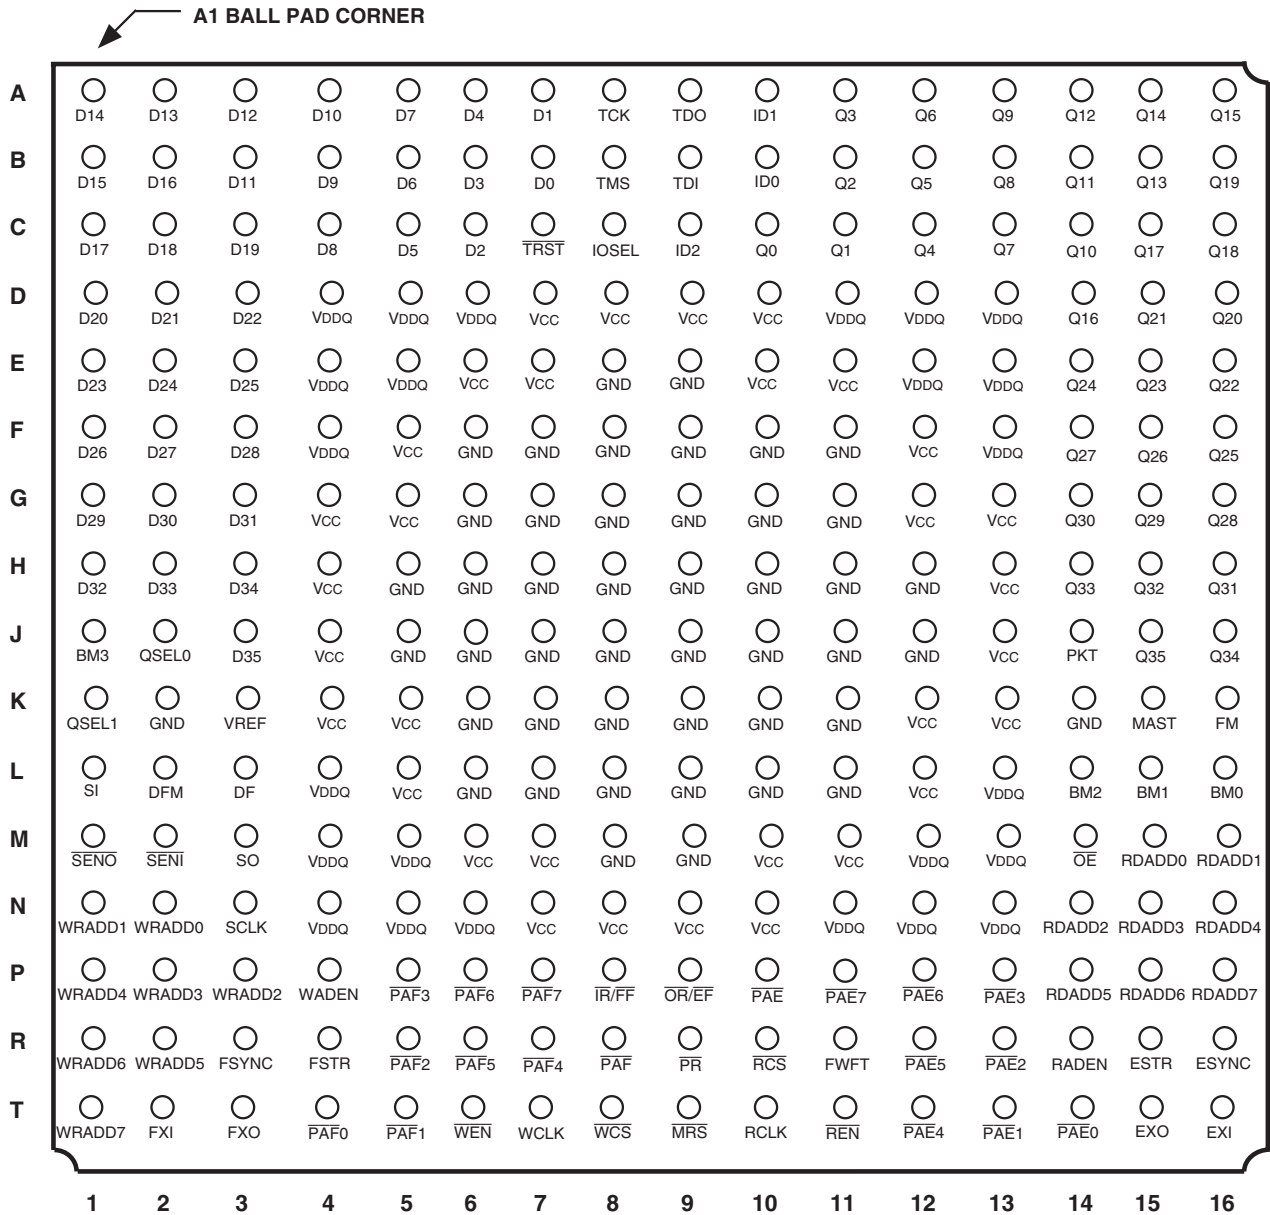 A1 BALL PAD CORNER
A
D14 D13 D12 D10 D7 D4 D1 TCK TDO ID1 Q3 Q6 Q9 Q12 Q14 Q15
B
D15 D16 D11 D9 D6 D3 D0 TMS TDI ID0 Q2 Q5 Q8 Q11 Q13 Q19
C
D17 D18 D19 D8 D5 D2 TRST IOSEL ID2 Q0 Q1 Q4 Q7 Q10 Q17 Q18
D
D20 D21 D22 VDDQ VDDQ VDDQ VCC VCC VCC VCC VDDQ VDDQ VDDQ Q16 Q21 Q20
E
D23 D24 D25 VDDQ VDDQ VCC VCC GND GND VCC VCC VDDQ VDDQ Q24 Q23 Q22
F
D26 D27 D28 VDDQ VCC GND GND GND GND GND GND VCC VDDQ Q27 Q26 Q25
G
D29 D30 D31 VCC VCC GND GND GND GND GND GND VCC VCC Q30 Q29 Q28
H
D32 D33 D34 VCC GND GND GND GND GND GND GND GND VCC Q33 Q32 Q31
J
BM3 QSEL0 D35 VCC GND GND GND GND GND GND GND GND VCC PKT Q35 Q34
K
QSEL1 GND VREF VCC VCC GND GND GND GND GND GND VCC VCC GND MAST FM
L
SI DFM DF VDDQ VCC GND GND GND GND GND GND VCC VDDQ BM2 BM1 BM0
M
SENO SENI SO VDDQ VDDQ VCC VCC GND GND VCC VCC VDDQ VDDQ OE RDADD0 RDADD1
N
WRADD1 WRADD0 SCLK VDDQ VDDQ VDDQ VCC VCC VCC VCC VDDQ VDDQ VDDQ RDADD2 RDADD3 RDADD4
P
WRADD4 WRADD3 WRADD2 WADEN PAF3 PAF6 PAF7 IR/FF OR/EF PAE PAE7 PAE6 PAE3 RDADD5 RDADD6 RDADD7
R
WRADD6 WRADD5 FSYNC FSTR PAF2 PAF5 PAF4 PAF PR RCS FWFT PAE5 PAE2 RADEN ESTR ESYNC
T
WRADD7 FXI FXO PAF0 PAF1 WEN WCLK WCS MRS RCLK REN PAE4 PAE1 PAE0 EXO EXI
1 2 3 4 5 6 7 8 9 10 11 12 13 14 15 16